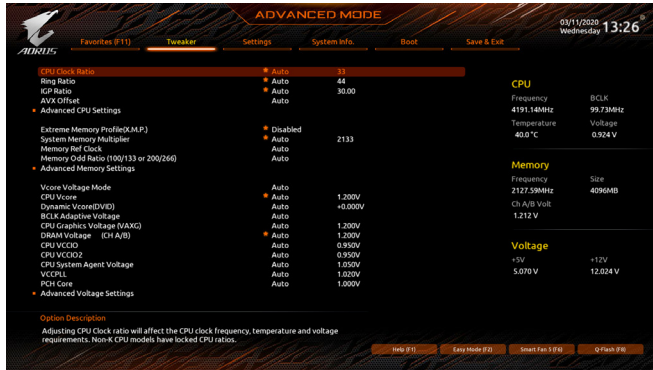 ADVANCED MODE
03/11/2020 13:26
Wednesday
AORUS
Favorites (F11) Tweaker Settings System Info. Boot Save & Exit
CPU Clock Ratio Auto 33
Ring Ratio Auto 44
IGP Ratio Auto 30.00
AVX Offset Auto
Advanced CPU Settings
Extreme Memory Profile(X.M.P.) Disabled
System Memory Multiplier Auto 2133
Memory Ref Clock Auto
Memory Odd Ratio (100/133 or 200/266) Auto
Advanced Memory Settings
Vcore Voltage Mode Auto
CPU Vcore Auto 1.200V
Dynamic Vcore(DVID) Auto +0.000V
BCLK Adaptive Voltage Auto
CPU Graphics Voltage (VAXG) Auto 1.200V
DRAM Voltage (CH A/B) Auto 1.200V
CPU VCCIO Auto 0.950V
CPU VCCIO2 Auto 0.950V
CPU System Agent Voltage Auto 1.050V
VCCPLL Auto 1.020V
PCH Core Auto 1.000V
Advanced Voltage Settings
CPU
Frequency BCLK
4191.14MHz 99.73MHz
Temperature Voltage
40.0 °C 0.924 V
Memory
Frequency Size
2127.59MHz 4096MB
Ch A/B Volt
1.212 V
Voltage
+5V +12V
5.070 V 12.024 V
Option Description
Adjusting CPU Clock ratio will affect the CPU clock frequency, temperature and voltage
requirements. Non-K CPU models have locked CPU ratios.
Help (F1) Easy Mode (F2) Smart Fan 5 (F6) Q-Flash (F8)